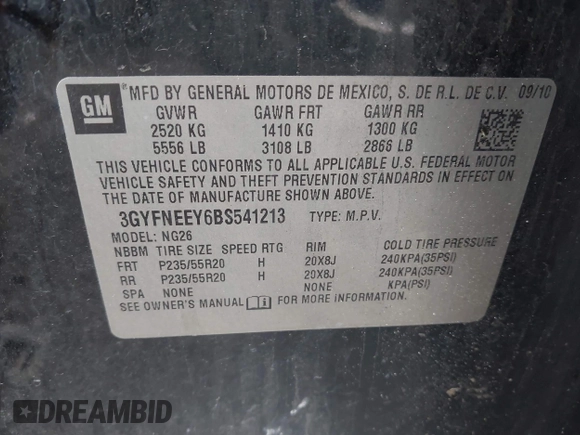 GM
MFD BY GENERAL MOTORS DE MEXICO, S. DE R.L. DE C.V. 09/10
GVWR GAWR FRT GAWR RR
2520 KG 1410 KG 1300 KG
5556 LB 3108 LB 2866 LB
THIS VEHICLE CONFORMS TO ALL APPLICABLE U.S. FEDERAL MOTOR
VEHICLE SAFETY AND THEFT PREVENTION STANDARDS IN EFFECT ON
THE DATE OF MANUFACTURE SHOWN ABOVE.
3GYFNEEY6BS541213 TYPE: M.P.V.
MODEL: NG26
NBBM TIRE SIZE SPEED RTG RIM COLD TIRE PRESSURE
FRT P235/55R20 H 20X8J 240KPA(35PSI)
RR P235/55R20 H 20X8J 240KPA(35PSI)
SPA NONE NONE KPA(PSI)
SEE OWNER'S MANUAL FOR MORE INFORMATION.
DREAMBID